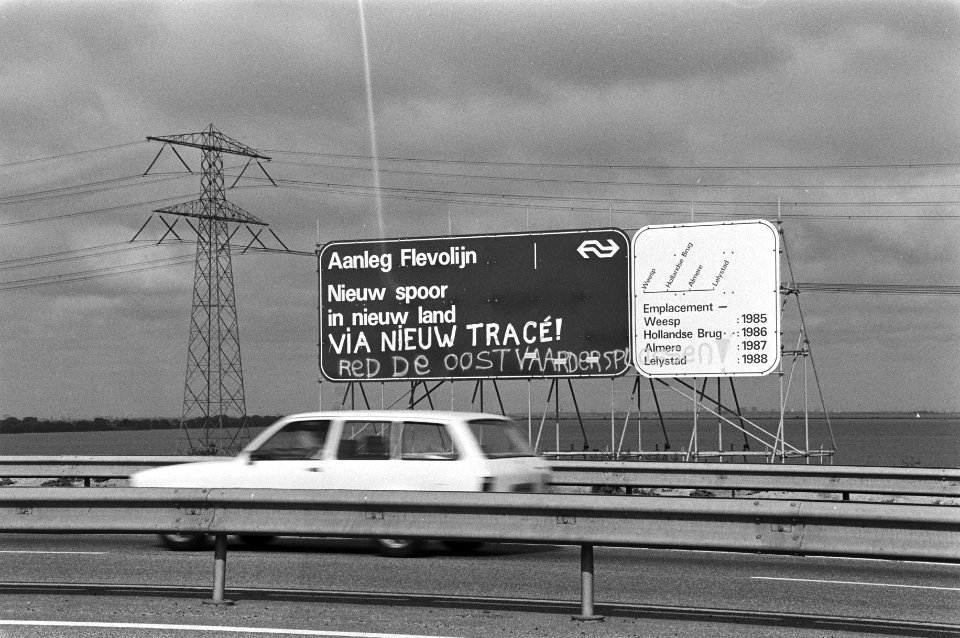 Aanleg Flevolijn
Nieuw spoor
in nieuw land
VIA NIEUW TRACÉ!
RED DE OOSTVAARDERSPLASSEN!
Weesp
Hollandse Brug
Almere
Lelystad
Emplacement –
Weesp : 1985
Hollandse Brug : 1986
Almere : 1987
Lelystad : 1988